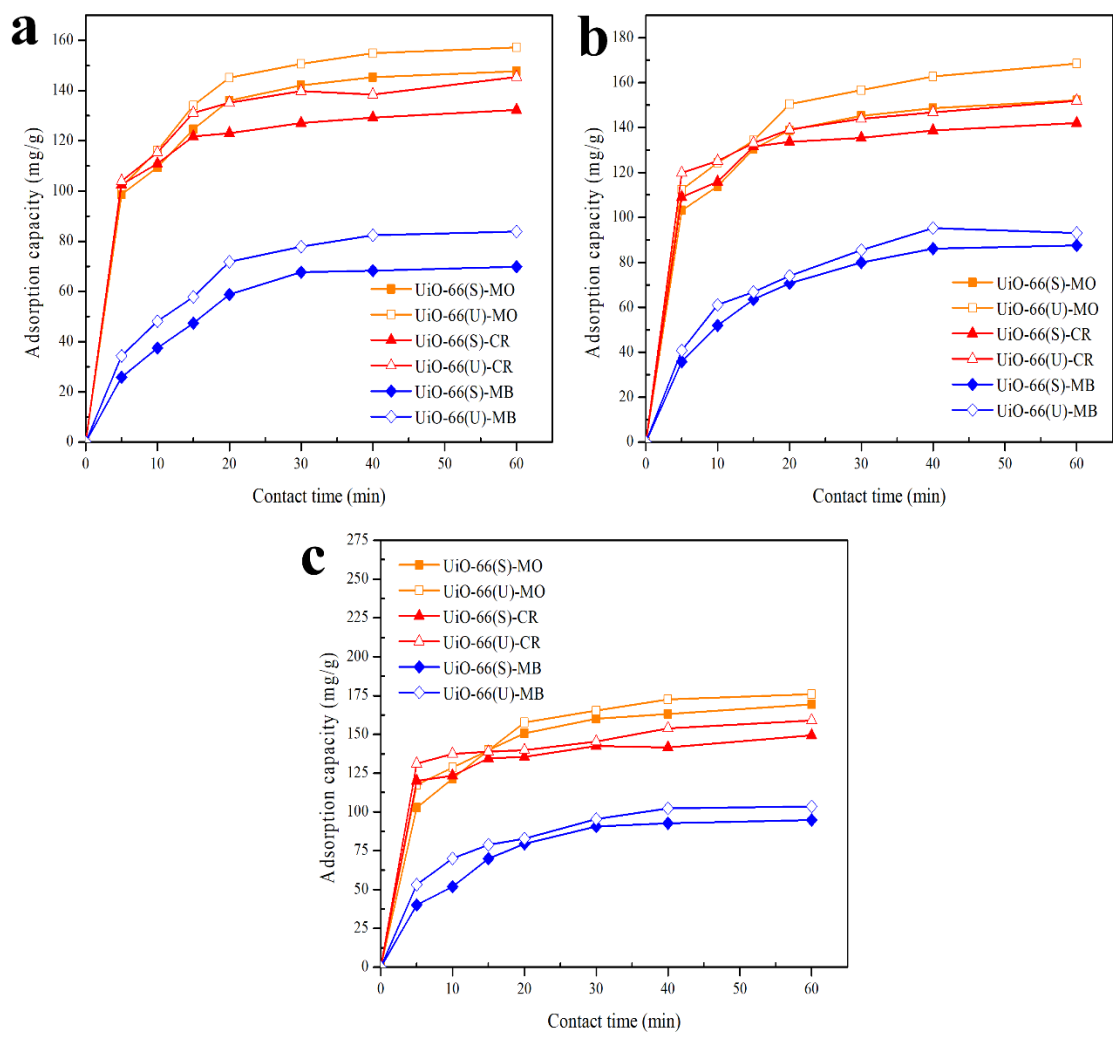 a
Adsorption capacity (mg/g)
160
140
120
100
80
60
40
20
0
UiO-66(S)-MO
UiO-66(U)-MO
UiO-66(S)-CR
UiO-66(U)-CR
UiO-66(S)-MB
UiO-66(U)-MB
0 10 20 30 40 50 60
Contact time (min)
b
Adsorption capacity (mg/g)
180
160
140
120
100
80
60
40
20
0
UiO-66(S)-MO
UiO-66(U)-MO
UiO-66(S)-CR
UiO-66(U)-CR
UiO-66(S)-MB
UiO-66(U)-MB
0 10 20 30 40 50 60
Contact time (min)
c
Adsorption capacity (mg/g)
275
250
225
200
175
150
125
100
75
50
25
0
UiO-66(S)-MO
UiO-66(U)-MO
UiO-66(S)-CR
UiO-66(U)-CR
UiO-66(S)-MB
UiO-66(U)-MB
0 10 20 30 40 50 60
Contact time (min)